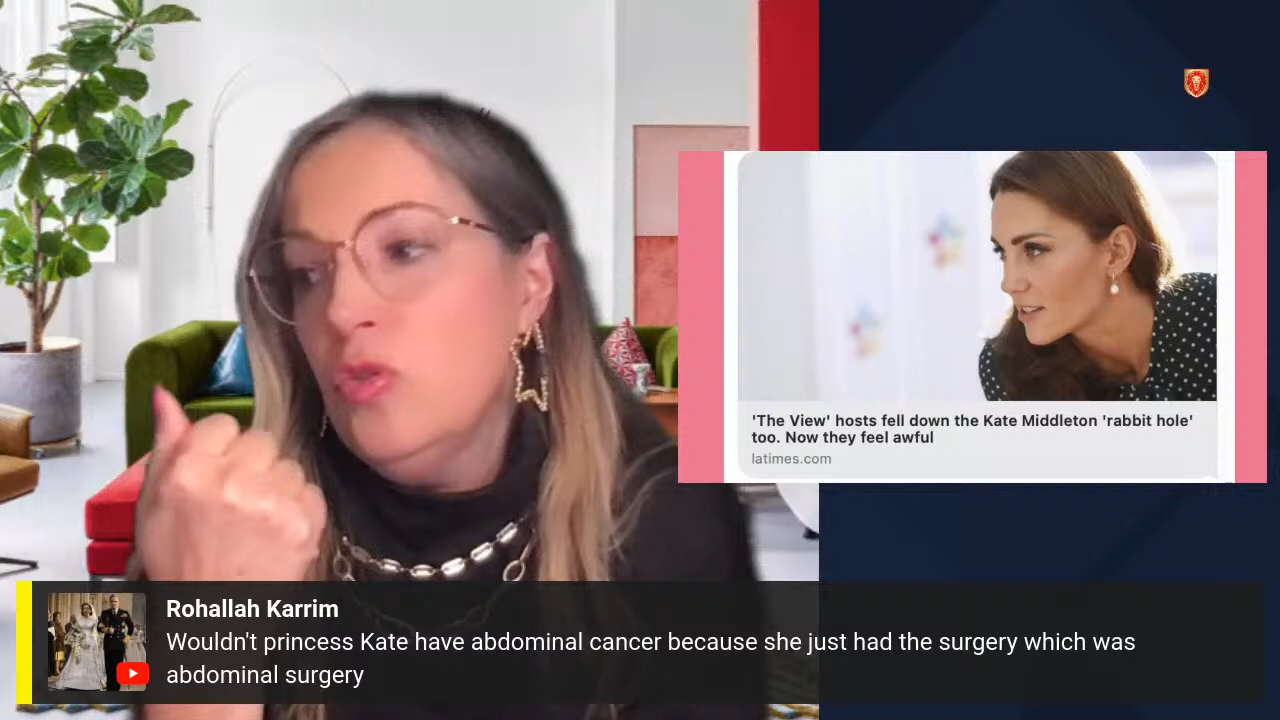 'The View' hosts fell down the Kate Middleton 'rabbit hole'
too. Now they feel awful
latimes.com
Rohallah Karrim
Wouldn't princess Kate have abdominal cancer because she just had the surgery which was
abdominal surgery